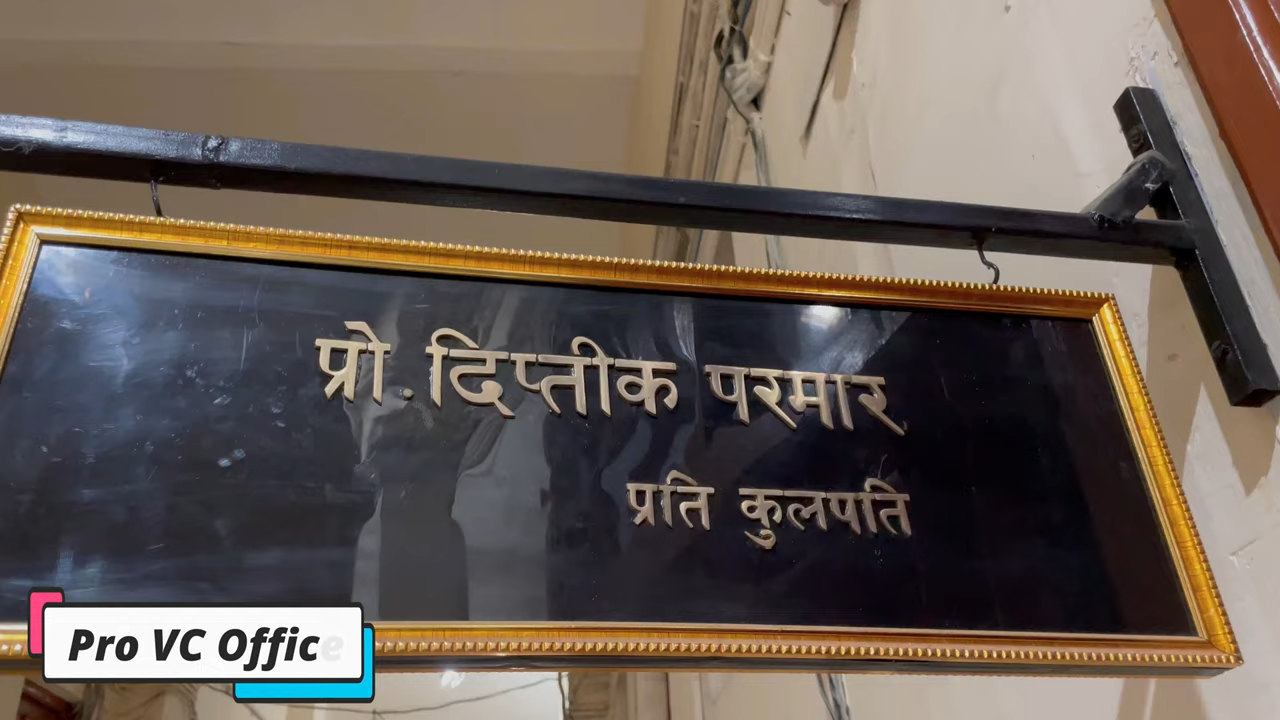 प्रो. दिप्तीक परमार
प्रति कुलपति
Pro VC Office